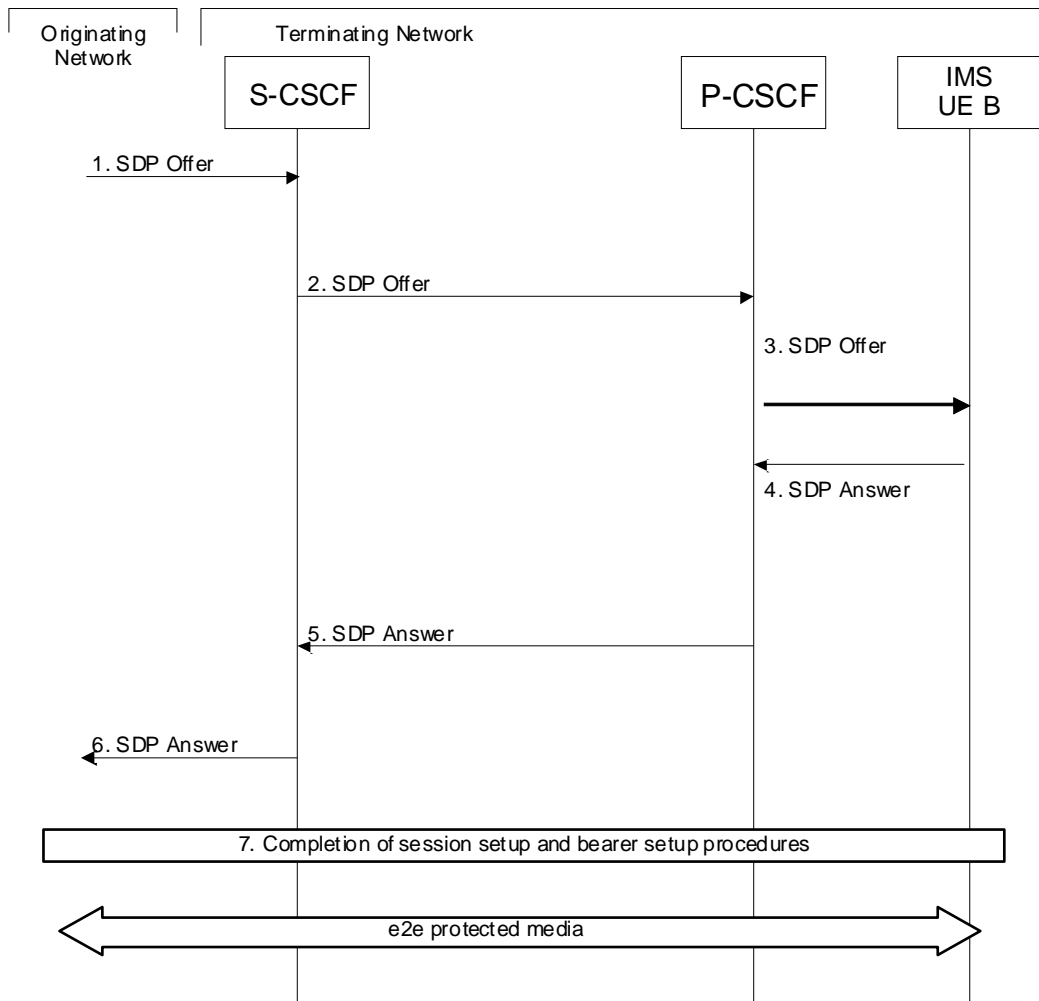 Originating
Network
Terminating Network
S-CSCF
P-CSCF
IMS
UE B
1. SDP Offer
2. SDP Offer
3. SDP Offer
4. SDP Answer
5. SDP Answer
6. SDP Answer
7. Completion of session setup and bearer setup procedures
e2e protected media